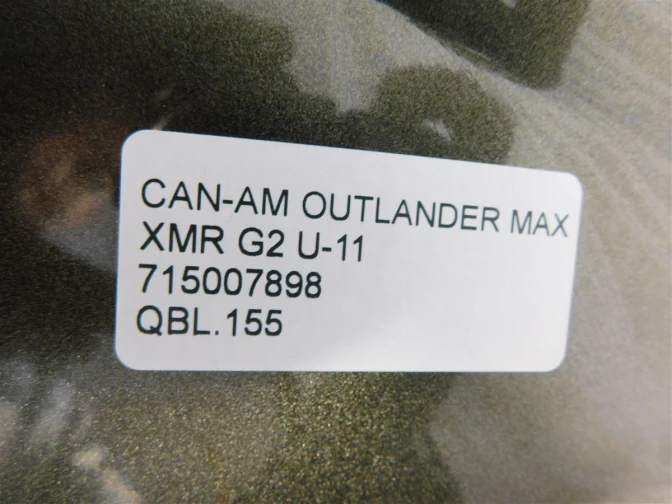 CAN-AM OUTLANDER MAX
XMR G2 U-11
715007898
QBL.155